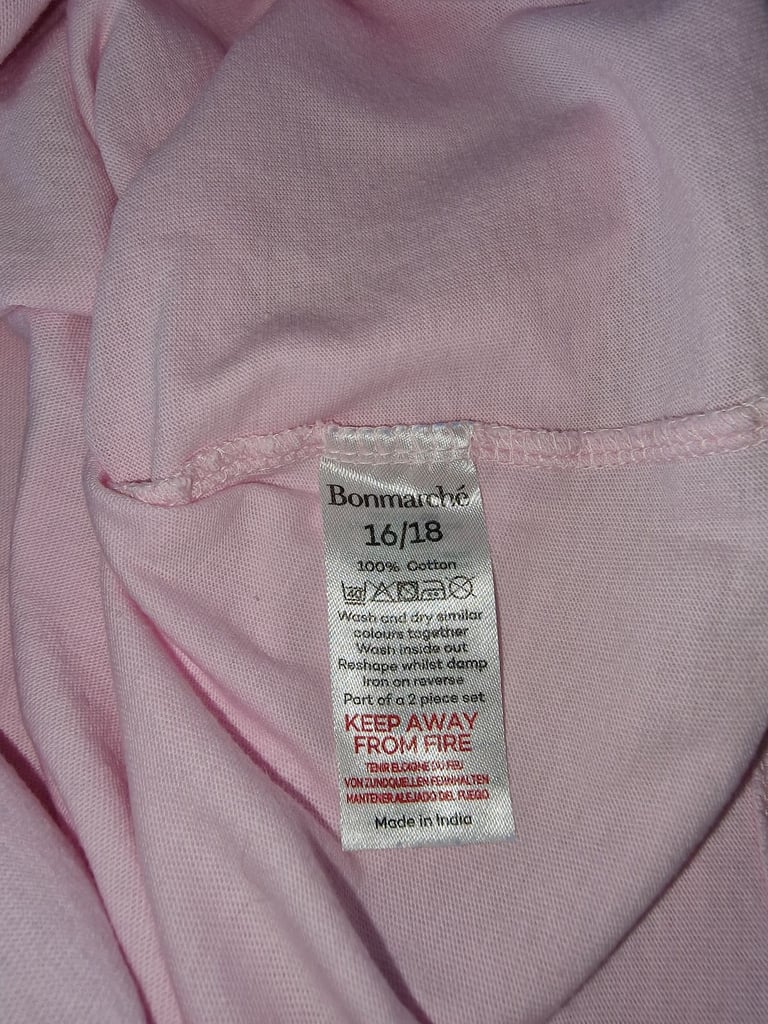 Bonmarché
16/18
100% Cotton
40
Wash and dry similar
colours together
Wash inside out
Reshape whilst damp
Iron on reverse
Part of a 2 piece set
KEEP AWAY
FROM FIRE
TENIR ELOIGNE DU FEU
VON ZUNDQUELLEN FERNHALTEN
MANTENER ALEJADO DEL FUEGO
Made in India